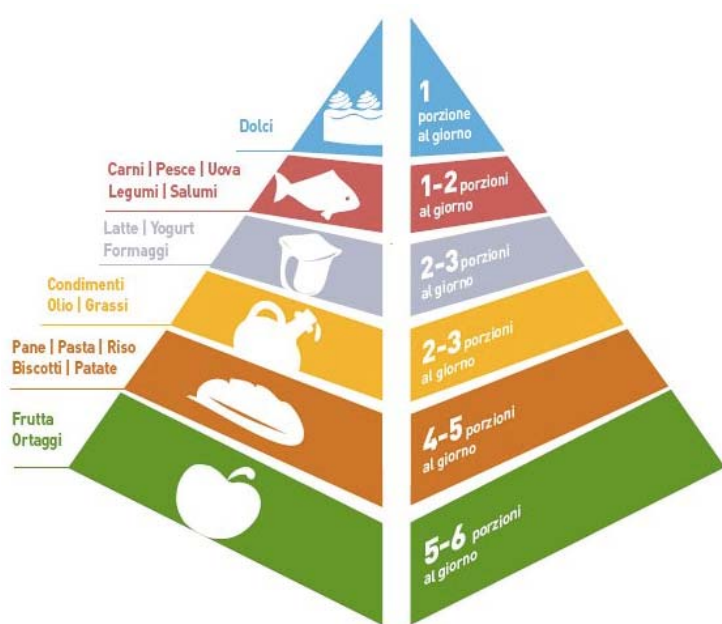 Dolci
1
porzione
al giorno
Carni | Pesce | Uova
Legumi | Salumi
1-2 porzioni
al giorno
Latte | Yogurt
Formaggi
2-3 porzioni
al giorno
Condimenti
Olio | Grassi
2-3 porzioni
al giorno
Pane | Pasta | Riso
Biscotti | Patate
4-5 porzioni
al giorno
Frutta
Ortaggi
5-6 porzioni
al giorno